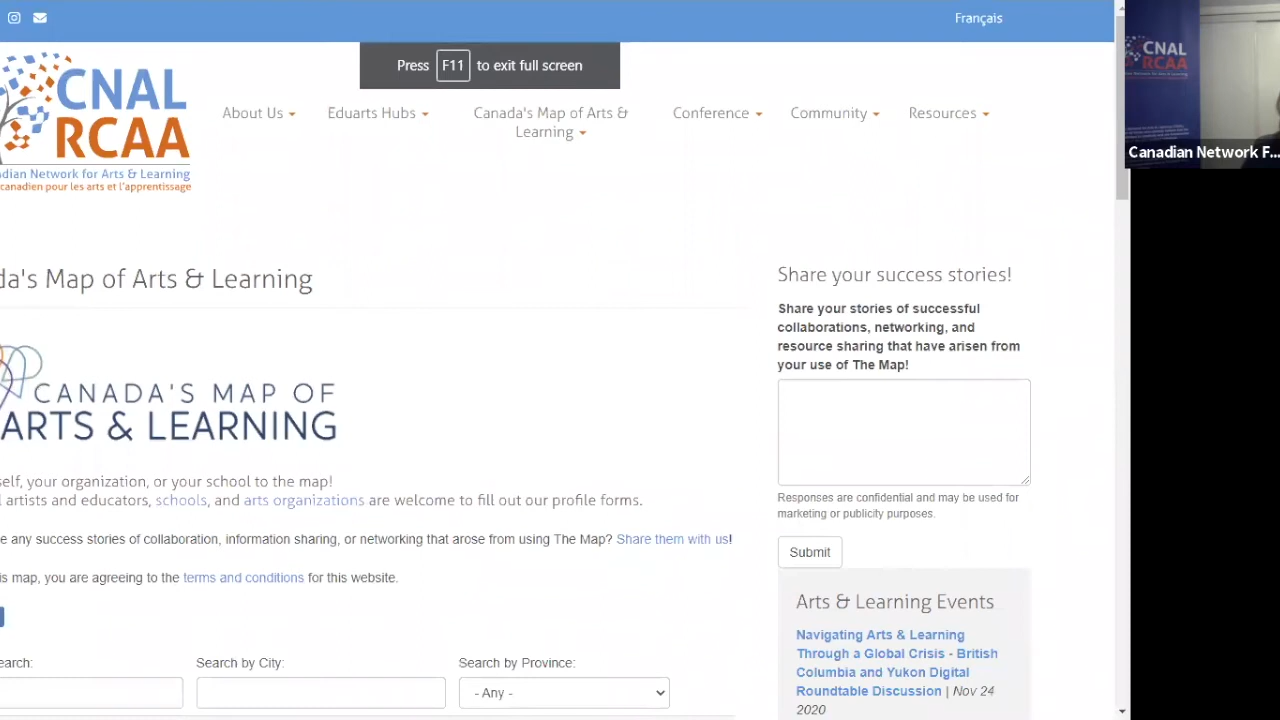 Français
Press F11 to exit full screen
CNAL
RCAA
Network for Arts & Learning
canadien pour les arts et l'apprentissage
About Us
Eduarts Hubs
Canada's Map of Arts &
Learning
Conference
Community
Resources
CNAL
RCAA
Canadian Network F...
da's Map of Arts & Learning
CANADA'S MAP OF
ARTS & LEARNING
self, your organization, or your school to the map!
artists and educators, schools, and arts organizations are welcome to fill out our profile forms.
any success stories of collaboration, information sharing, or networking that arose from using The Map? Share them with us!
is map, you are agreeing to the terms and conditions for this website.
earch:
Search by City:
Search by Province:
- Any -
Share your success stories!
Share your stories of successful
collaborations, networking, and
resource sharing that have arisen from
your use of The Map!
Responses are confidential and may be used for
marketing or publicity purposes.
Submit
Arts & Learning Events
Navigating Arts & Learning
Through a Global Crisis - British
Columbia and Yukon Digital
Roundtable Discussion | Nov 24
2020